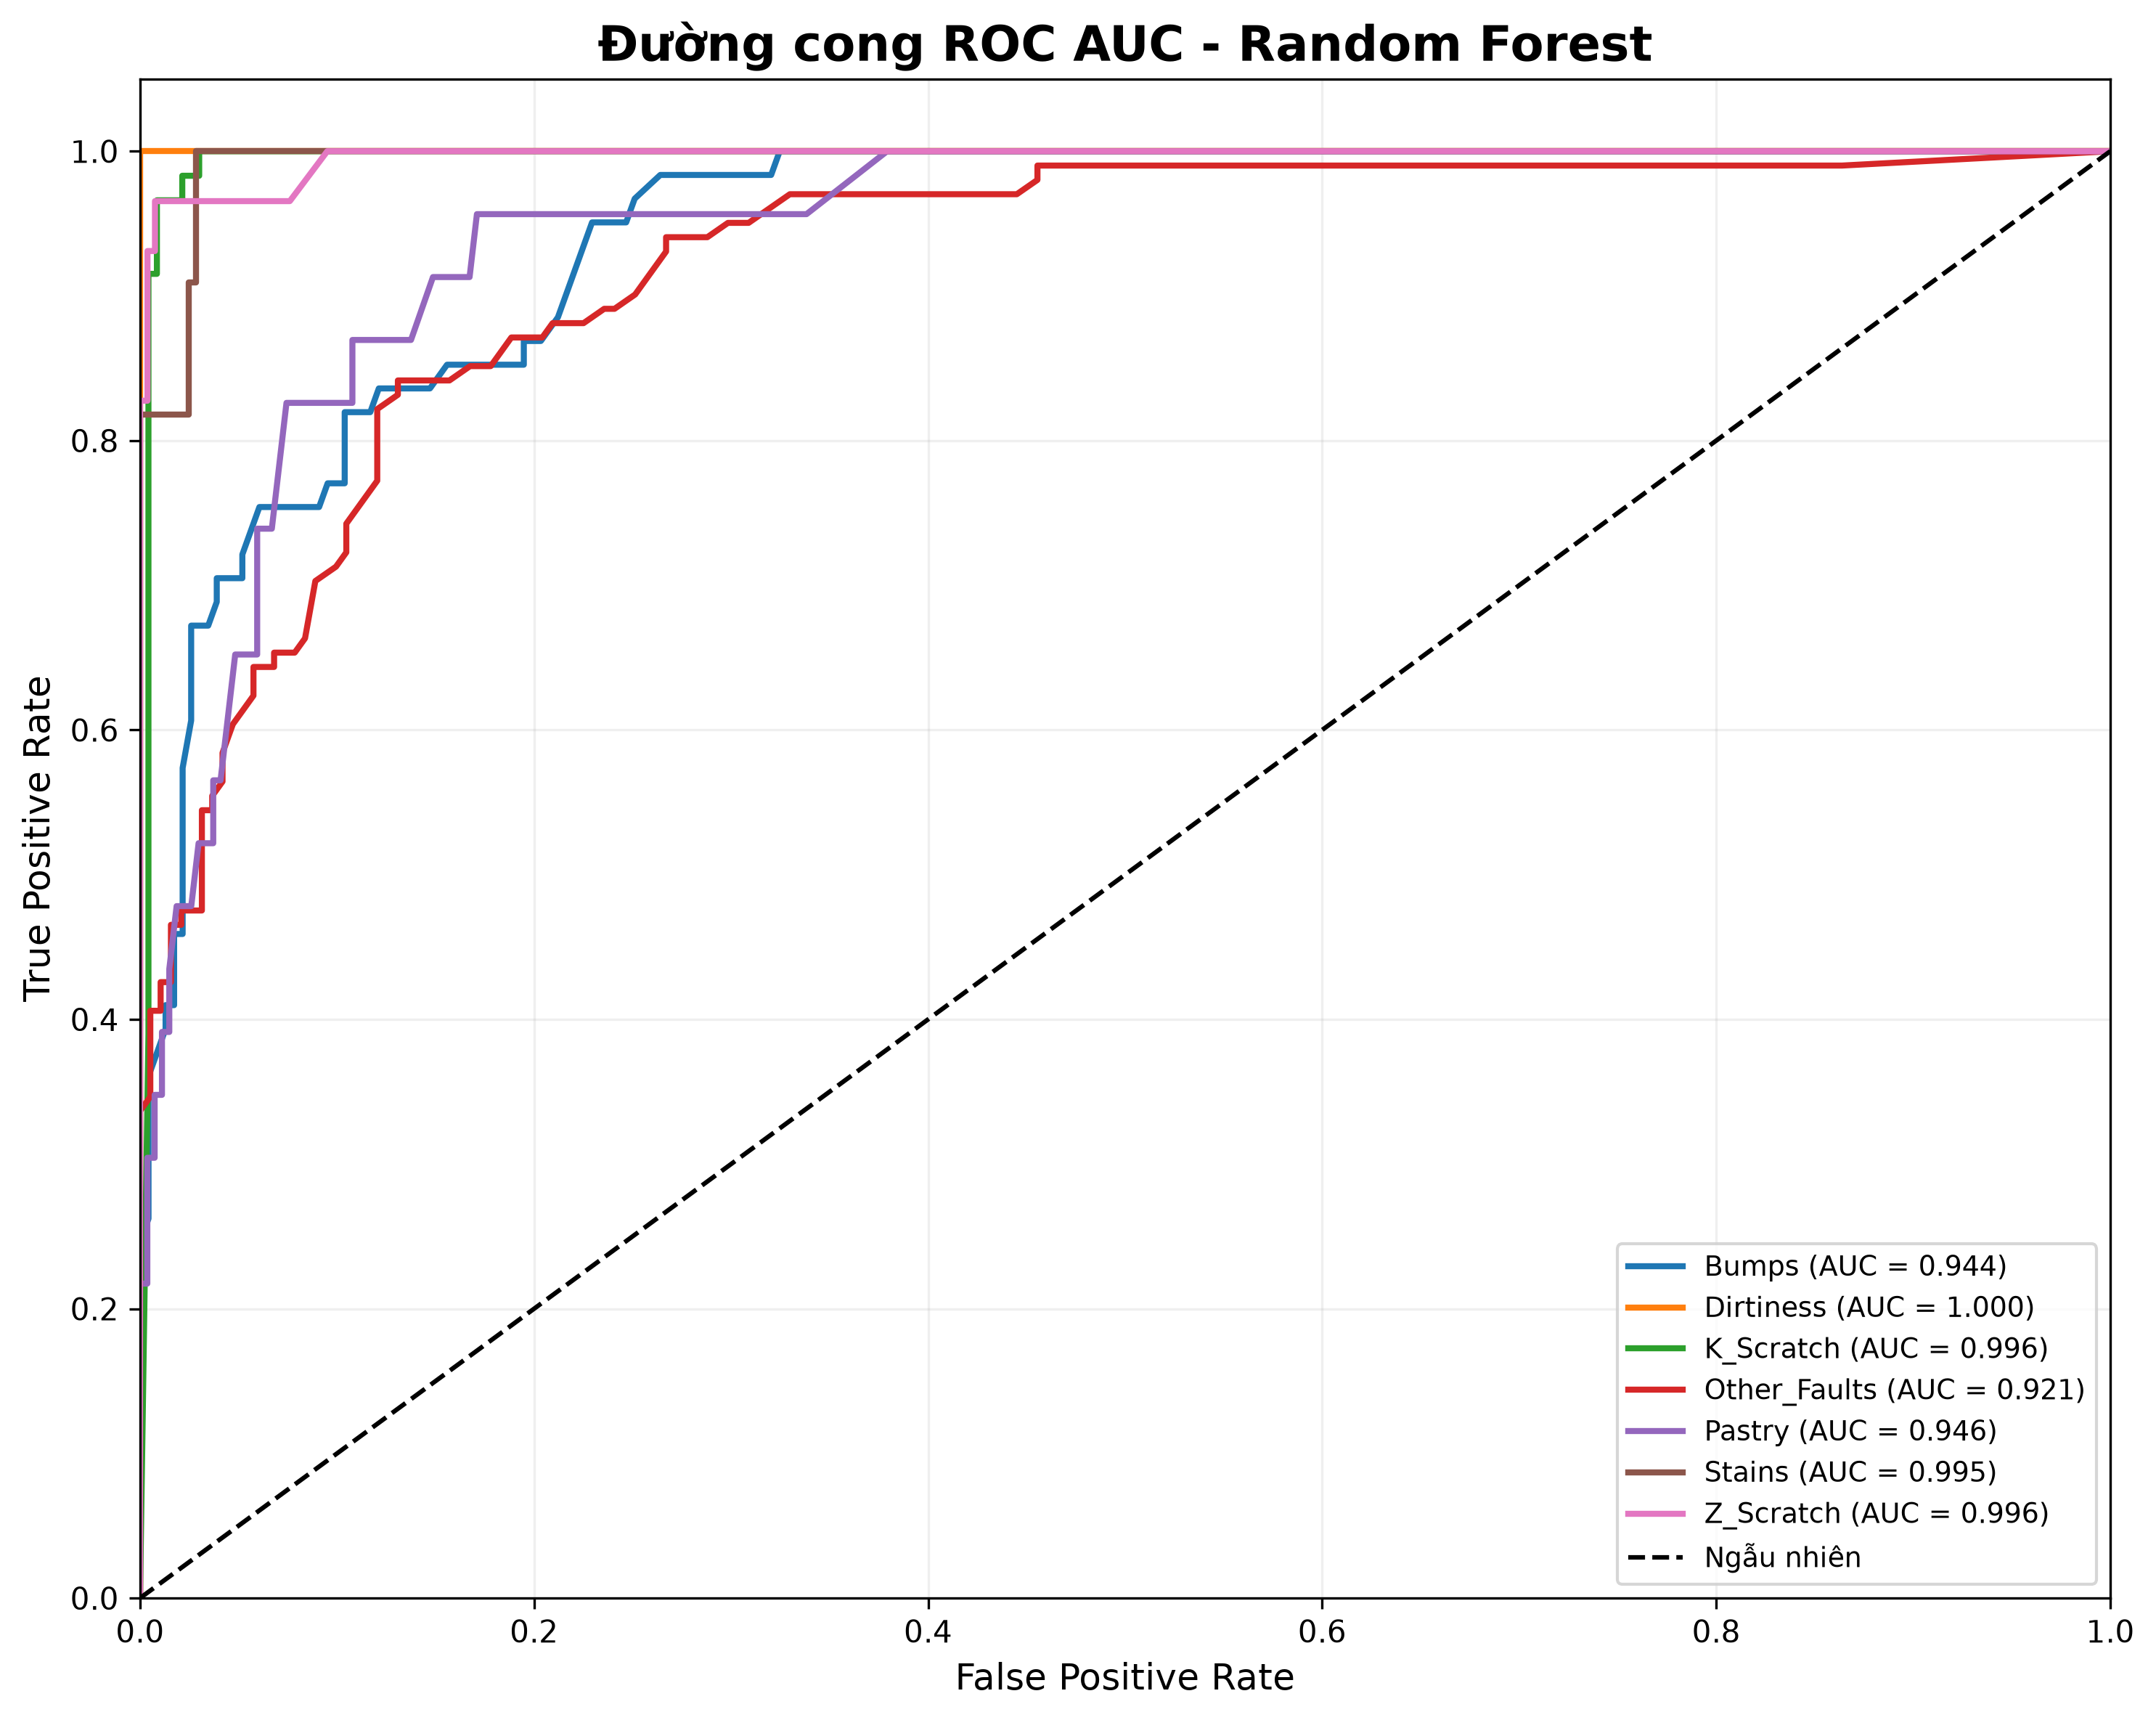 Đường cong ROC AUC - Random Forest
True Positive Rate
1.0
0.8
0.6
0.4
0.2
0.0
0.0 0.2 0.4 0.6 0.8 1.0
False Positive Rate
Bumps (AUC = 0.944)
Dirtiness (AUC = 1.000)
K_Scratch (AUC = 0.996)
Other_Faults (AUC = 0.921)
Pastry (AUC = 0.946)
Stains (AUC = 0.995)
Z_Scratch (AUC = 0.996)
Ngẫu nhiên